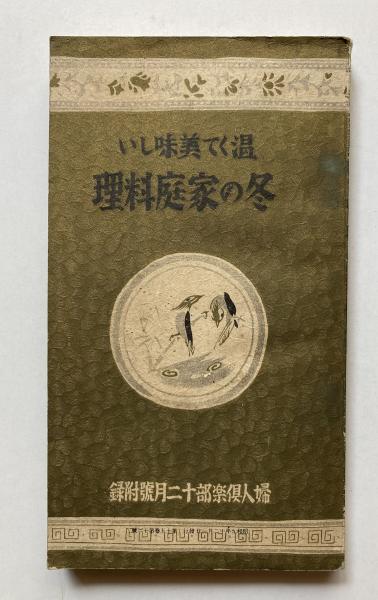 温くて美味しい
冬の家庭料理
婦人倶楽部十二月號附録